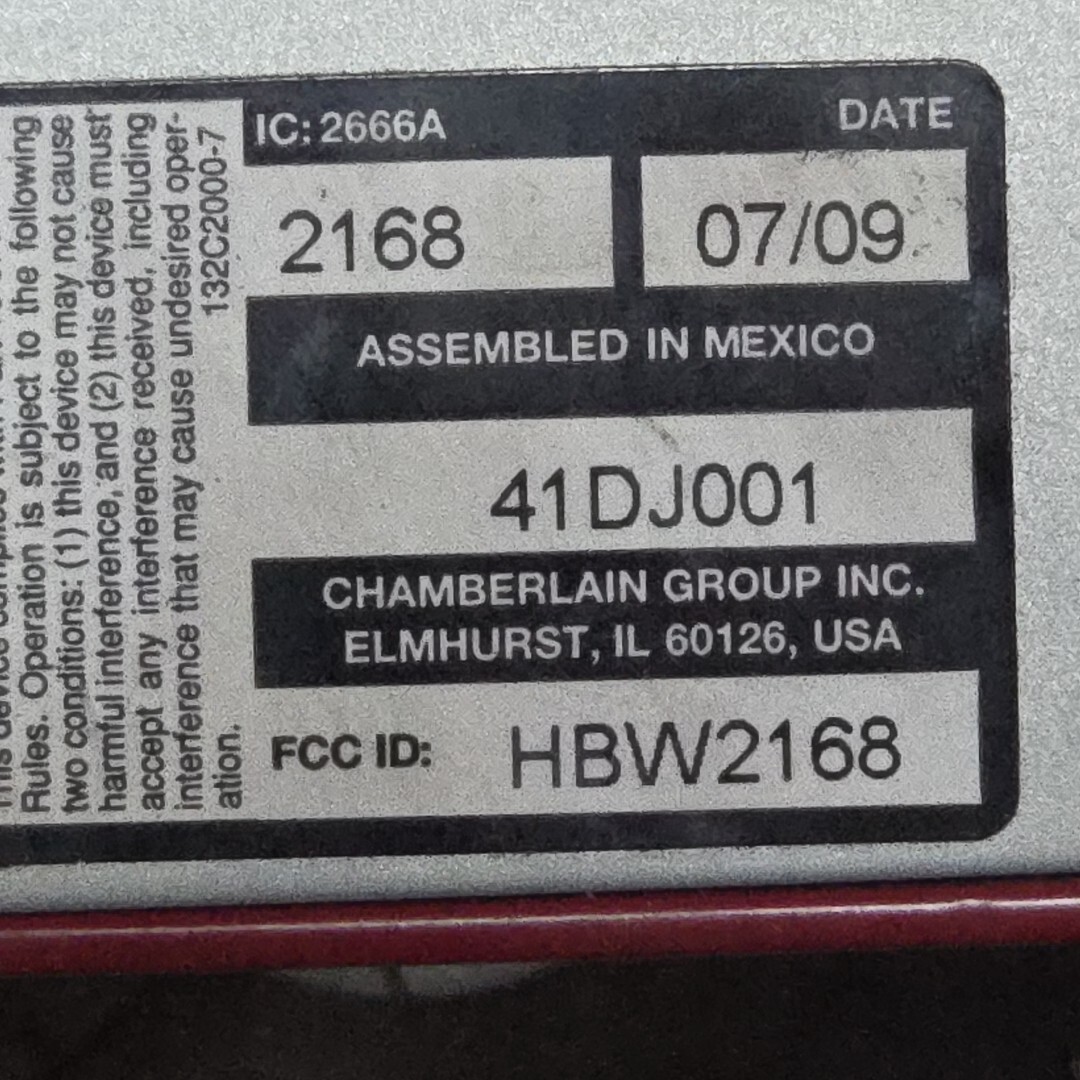 Rules. Operation is subject to the following
two conditions: (1) this device may not cause
harmful interference, and (2) this device must
accept any interference received, including
interference that may cause undesired oper-
ation. 132C2000-7
IC: 2666A DATE
2168 07/09
ASSEMBLED IN MEXICO
41DJ001
CHAMBERLAIN GROUP INC.
ELMHURST, IL 60126, USA
FCC ID: HBW2168